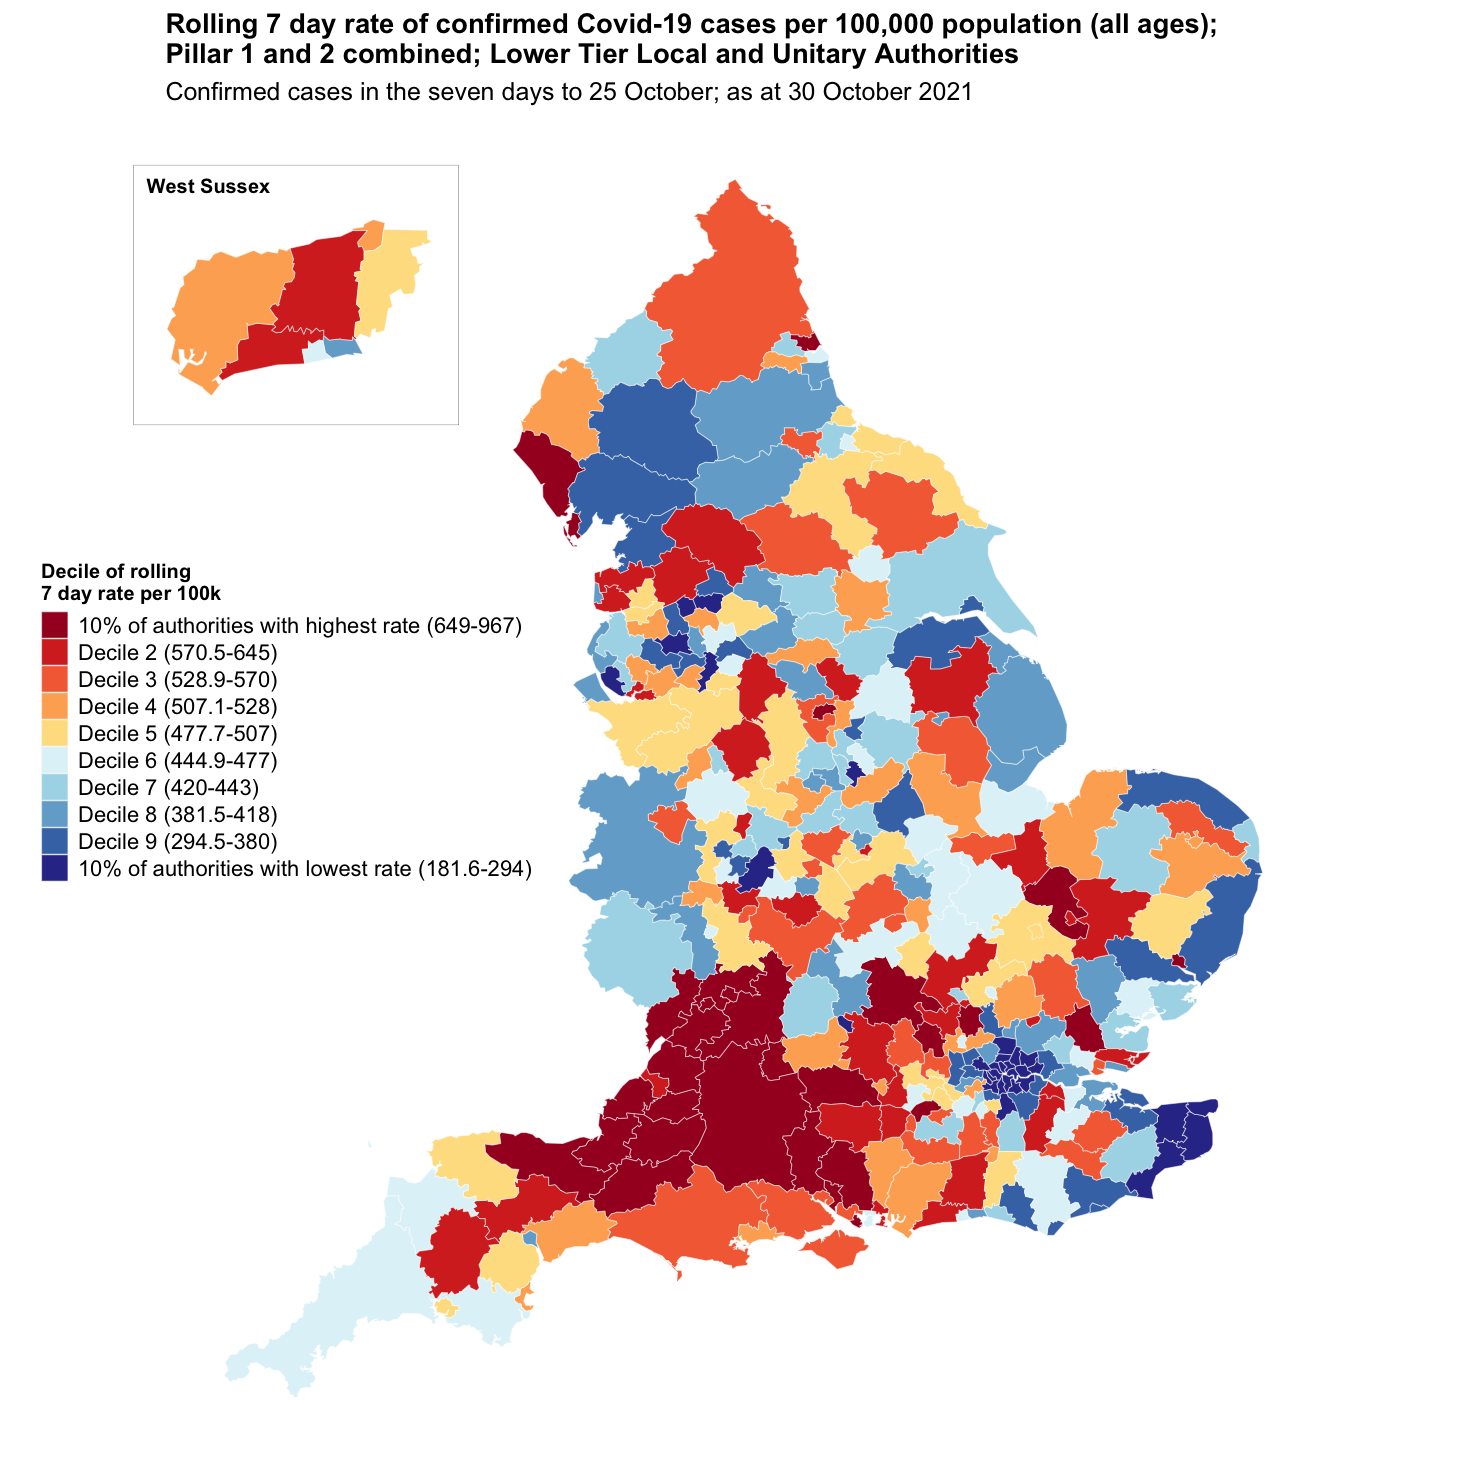 Rolling 7 day rate of confirmed Covid-19 cases per 100,000 population (all ages);
Pillar 1 and 2 combined; Lower Tier Local and Unitary Authorities
Confirmed cases in the seven days to 25 October; as at 30 October 2021
West Sussex
Decile of rolling
7 day rate per 100k
10% of authorities with highest rate (649-967)
Decile 2 (570.5-645)
Decile 3 (528.9-570)
Decile 4 (507.1-528)
Decile 5 (477.7-507)
Decile 6 (444.9-477)
Decile 7 (420-443)
Decile 8 (381.5-418)
Decile 9 (294.5-380)
10% of authorities with lowest rate (181.6-294)